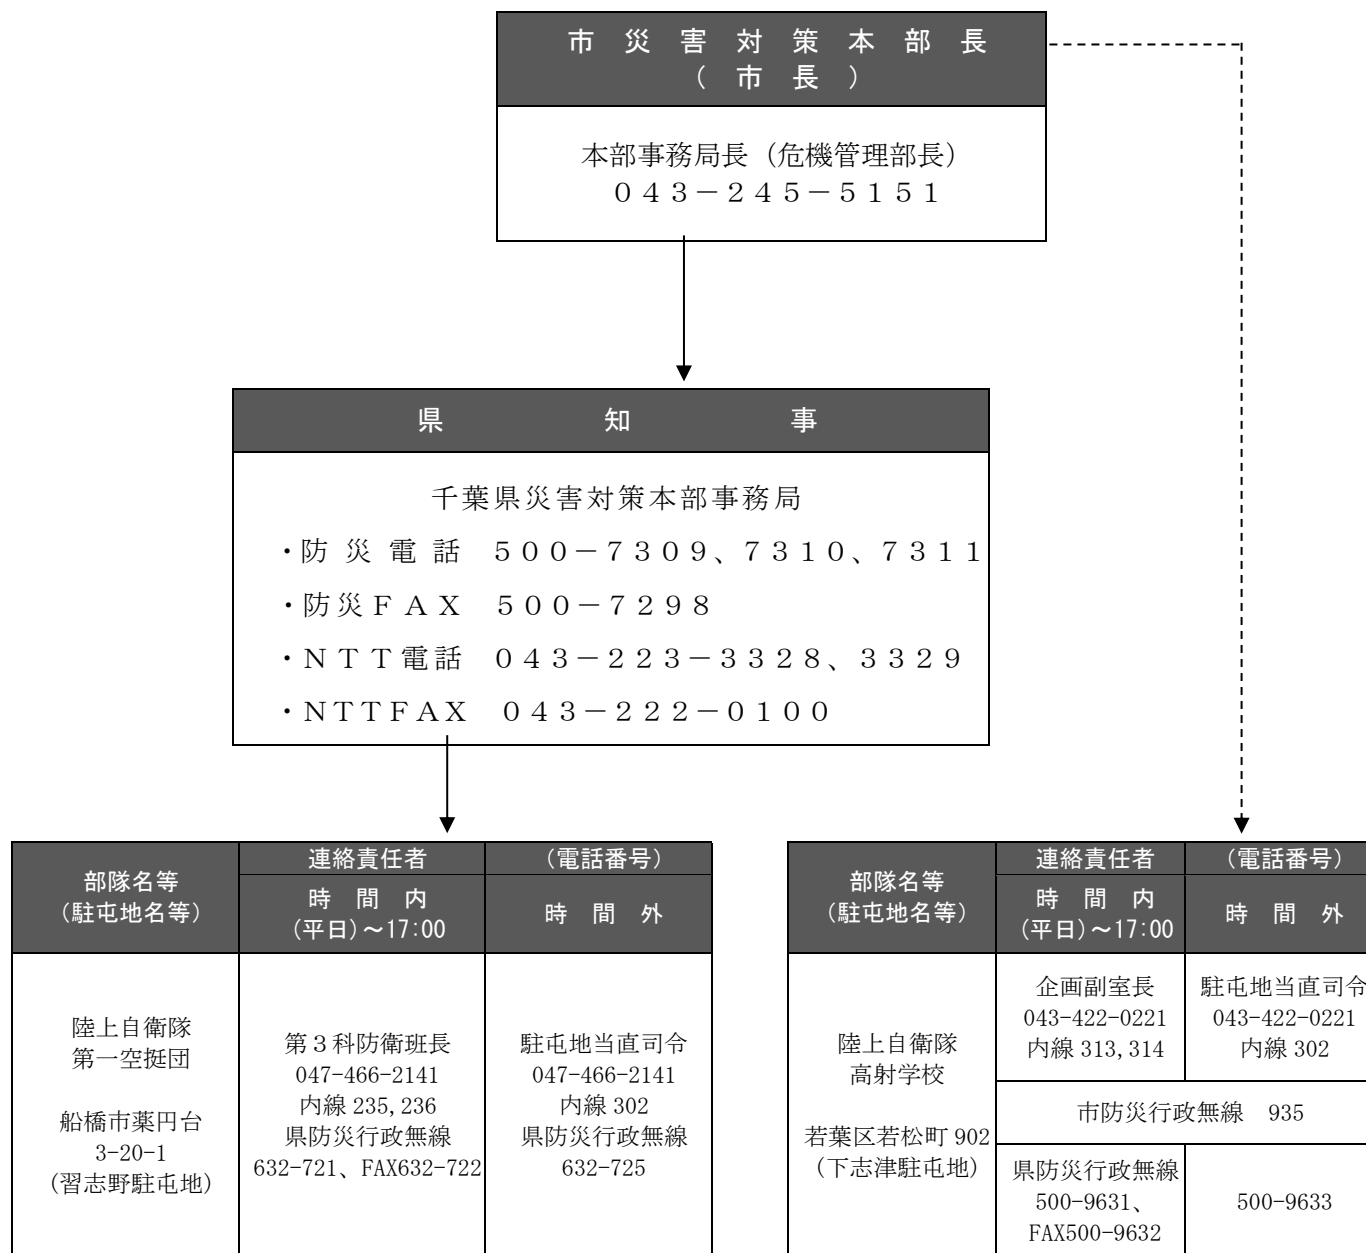 市災害対策本部長
(市長)
本部事務局長（危機管理部長）
０４３－２４５－５１５１
県知事
千葉県災害対策本部事務局
・防災電話　５００－７３０９、７３１０、７３１１
・防災ＦＡＸ　５００－７２９８
・ＮＴＴ電話　０４３－２２３－３３２８、３３２９
・ＮＴＴＦＡＸ　０４３－２２２－０１００
部隊名等
(駐屯地名等)
連絡責任者
(電話番号)
時間内
(平日)～17:00
時間外
陸上自衛隊
第一空挺団
船橋市薬円台
3-20-1
(習志野駐屯地)
第３科防衛班長
047-466-2141
内線 235,236
県防災行政無線
632-721、FAX632-722
駐屯地当直司令
047-466-2141
内線 302
県防災行政無線
632-725
部隊名等
(駐屯地名等)
連絡責任者
(電話番号)
時間内
(平日)～17:00
時間外
陸上自衛隊
高射学校
若葉区若松町 902
(下志津駐屯地)
企画副室長
043-422-0221
内線 313,314
駐屯地当直司令
043-422-0221
内線 302
市防災行政無線　935
県防災行政無線
500-9631、
FAX500-9632
500-9633